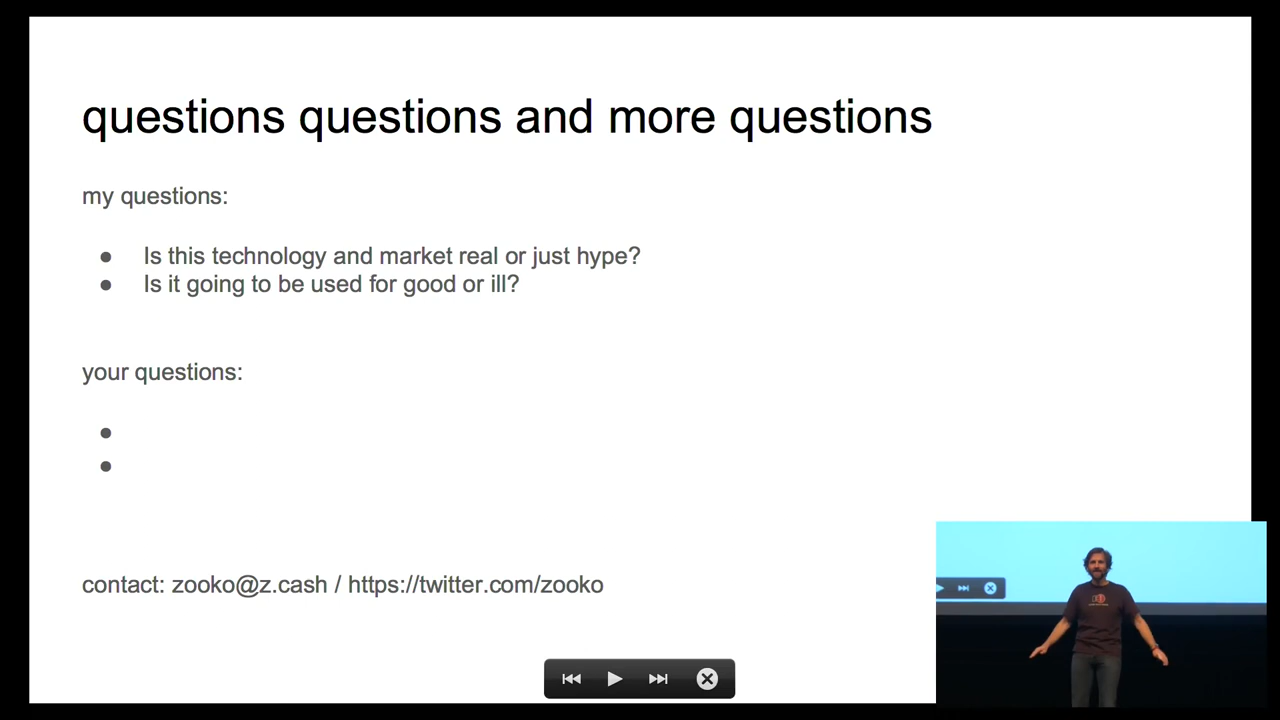 questions questions and more questions
my questions:
● Is this technology and market real or just hype?
● Is it going to be used for good or ill?
your questions:
●
●
contact: zooko@z.cash / https://twitter.com/zooko